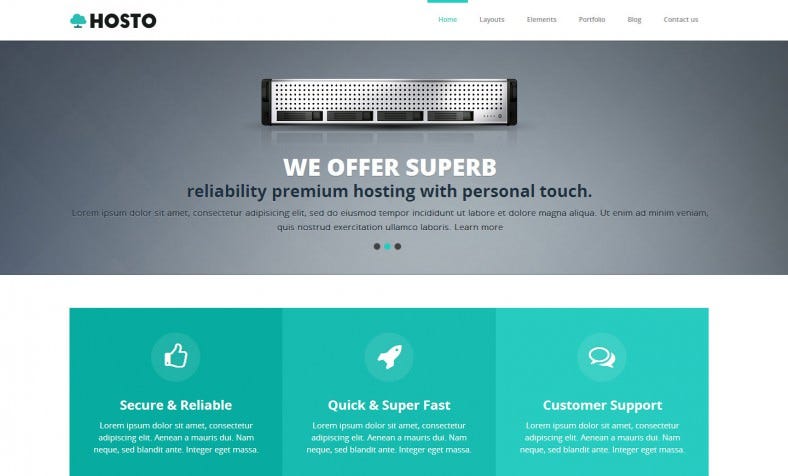 HOSTO
Home Layouts Elements Portfolio Blog Contact us
WE OFFER SUPERB
reliability premium hosting with personal touch.
Lorem ipsum dolor sit amet, consectetur adipisicing elit, sed do eiusmod tempor incididunt ut labore et dolore magna aliqua. Ut enim ad minim veniam,
quis nostrud exercitation ullamco laboris. Learn more
Secure & Reliable
Lorem ipsum dolor sit amet, consectetur
adipiscing elit. Aenean a mauris dui. Nam
neque, sed blandit ante. Integer eget massa.
Quick & Super Fast
Lorem ipsum dolor sit amet, consectetur
adipiscing elit. Aenean a mauris dui. Nam
neque, sed blandit ante. Integer eget massa.
Customer Support
Lorem ipsum dolor sit amet, consectetur
adipiscing elit. Aenean a mauris dui. Nam
neque, sed blandit ante. Integer eget massa.